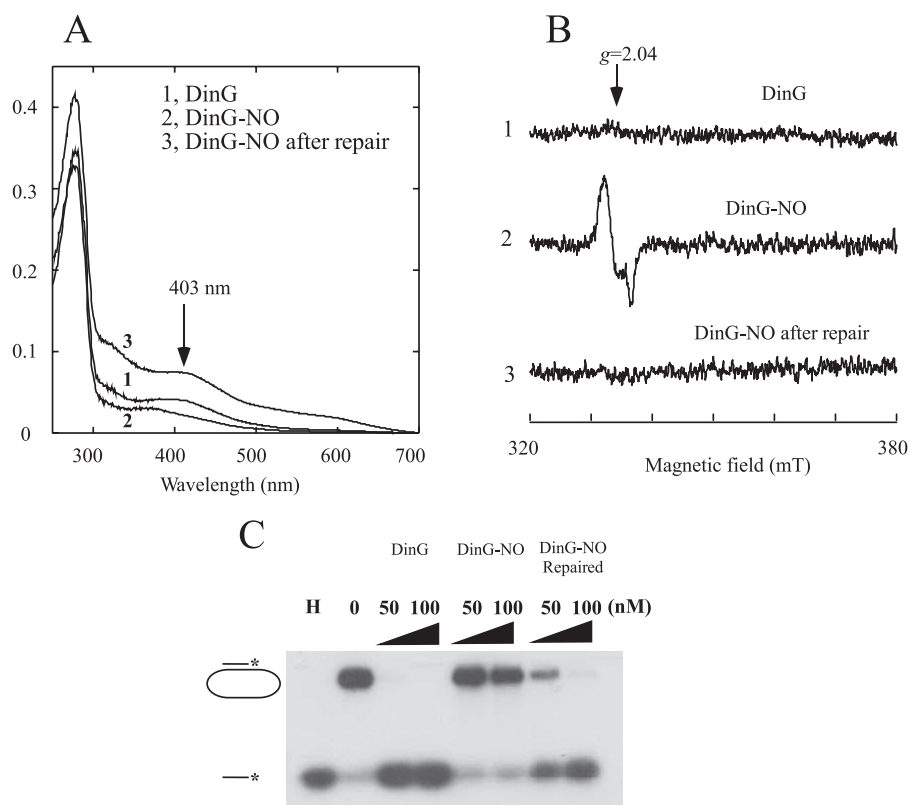 A
1, DinG
2, DinG-NO
3, DinG-NO after repair
0.4
0.3
0.2
0.1
0
403 nm
3
1
2
300 400 500 600 700
Wavelength (nm)
B
g=2.04
DinG
1
DinG-NO
2
DinG-NO after repair
3
320 380
Magnetic field (mT)
C
DinG DinG-NO DinG-NO
Repaired
H 0 50 100 50 100 50 100 (nM)
*
*